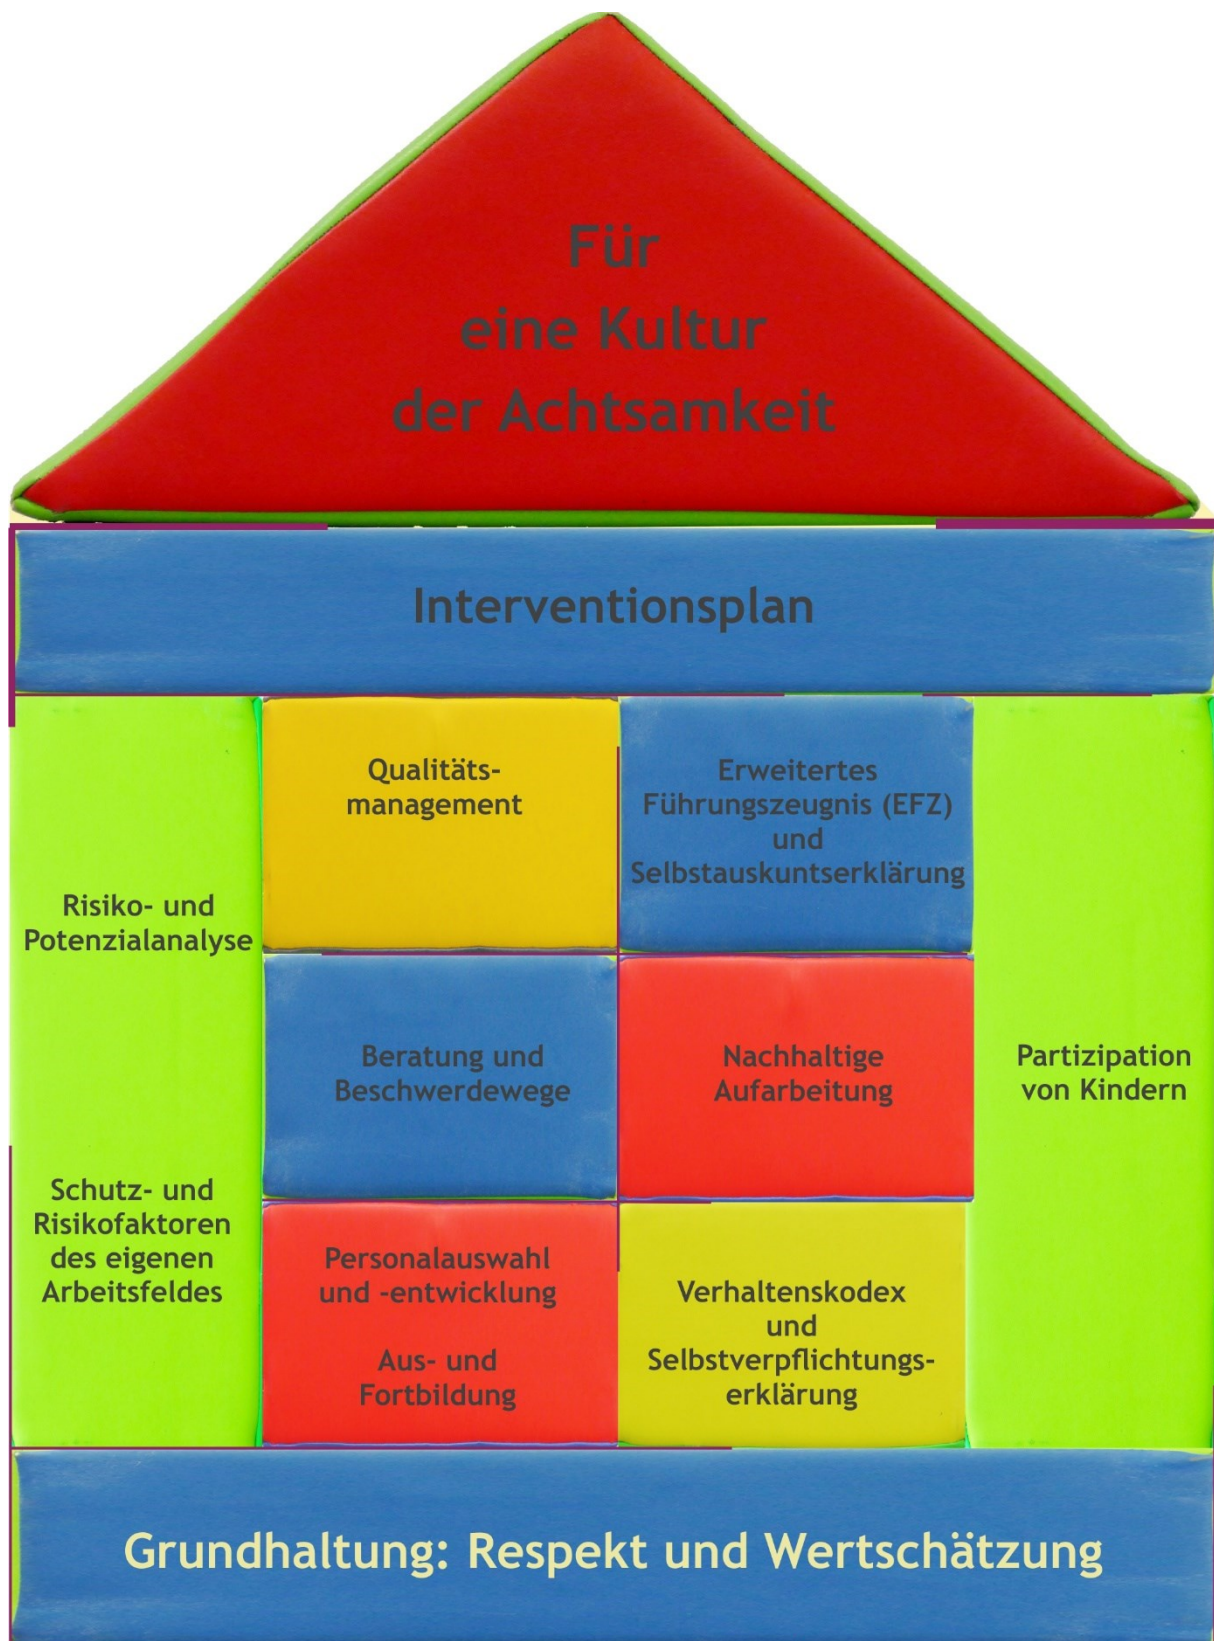 Für
eine Kultur
der Achtsamkeit
Interventionsplan
Risiko- und
Potenzialanalyse
Schutz- und
Risikofaktoren
des eigenen
Arbeitsfeldes
Qualitäts-
management
Erweitertes
Führungszeugnis (EFZ)
und
Selbstauskuntserklärung
Beratung und
Beschwerdewege
Nachhaltige
Aufarbeitung
Personalauswahl
und -entwicklung
Aus- und
Fortbildung
Verhaltenskodex
und
Selbstverpflichtungs-
erklärung
Partizipation
von Kindern
Grundhaltung: Respekt und Wertschätzung